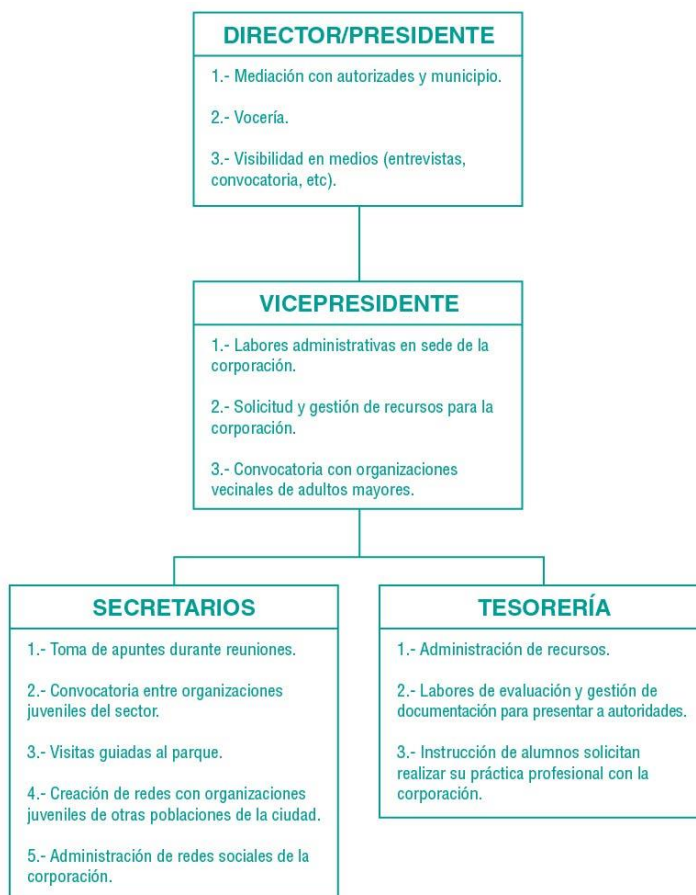 DIRECTOR/PRESIDENTE
1.- Mediación con autorizades y municipio.
2.- Vocería.
3.- Visibilidad en medios (entrevistas,
convocatoria, etc).
VICEPRESIDENTE
1.- Labores administrativas en sede de la
corporación.
2.- Solicitud y gestión de recursos para la
corporación.
3.- Convocatoria con organizaciones
vecinales de adultos mayores.
SECRETARIOS
1.- Toma de apuntes durante reuniones.
2.- Convocatoria entre organizaciones
juveniles del sector.
3.- Visitas guiadas al parque.
4.- Creación de redes con organizaciones
juveniles de otras poblaciones de la ciudad.
5.- Administración de redes sociales de la
corporación.
TESORERÍA
1.- Administración de recursos.
2.- Labores de evaluación y gestión de
documentación para presentar a autoridades.
3.- Instrucción de alumnos solicitan
realizar su práctica profesional con la
corporación.